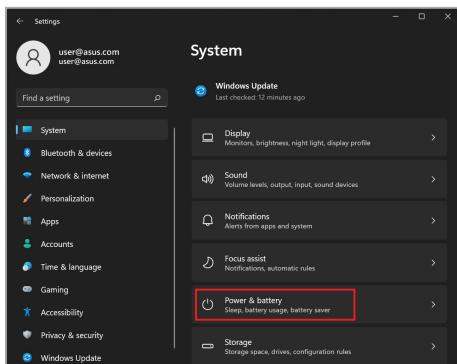 Settings
user@asus.com
user@asus.com
Find a setting
System
Bluetooth & devices
Network & internet
Personalization
Apps
Accounts
Time & language
Gaming
Accessibility
Privacy & security
Windows Update
System
Windows Update
Last checked: 12 minutes ago
Display
Monitors, brightness, night light, display profile
Sound
Volume levels, output, input, sound devices
Notifications
Alerts from apps and system
Focus assist
Notifications, automatic rules
Power & battery
Sleep, battery usage, battery saver
Storage
Storage space, drives, configuration rules